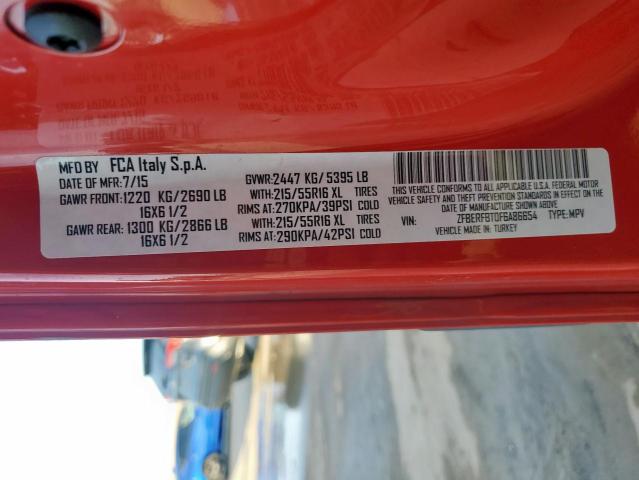 MFD BY FCA Italy S.p.A.
DATE OF MFR:7/15
GAWR FRONT:1220 KG/2690 LB
16X6 1/2
GAWR REAR: 1300 KG/2866 LB
16X6 1/2
GVWR:2447 KG/5395 LB
WITH:215/55R16 XL TIRES
RIMS AT:270KPA/39PSI COLD
WITH:215/55R16 XL TIRES
RIMS AT:290KPA/42PSI COLD
THIS VEHICLE CONFORMS TO ALL APPLICABLE U.S.A. FEDERAL MOTOR
VEHICLE SAFETY, BUMPER, AND THEFT PREVENTION STANDARDS IN EFFECT
ON THE DATE OF MANUFACTURE SHOWN ABOVE
VIN: ZFBERFBT0F6A86654 TYPE:MPV
VEHICLE MADE IN: TURKEY